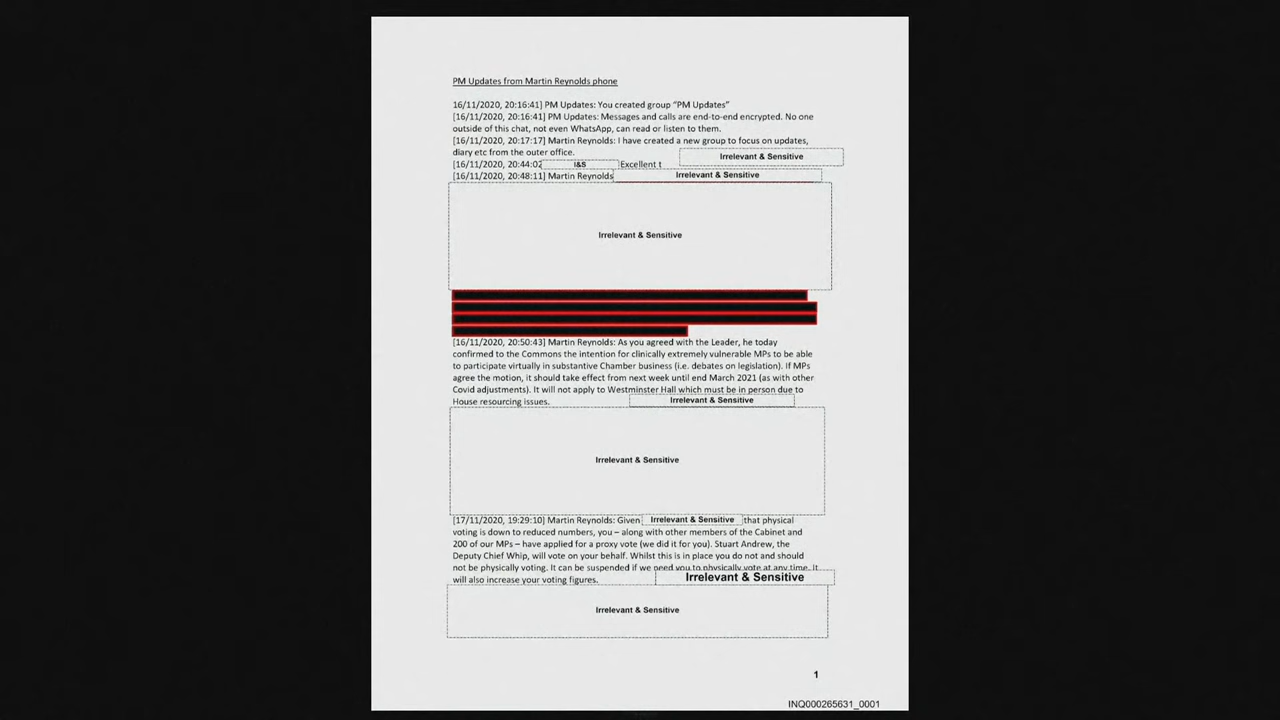 PM Updates from Martin Reynolds phone
16/11/2020, 20:16:41] PM Updates: You created group “PM Updates”
[16/11/2020, 20:16:41] PM Updates: Messages and calls are end-to-end encrypted. No one
outside of this chat, not even WhatsApp, can read or listen to them.
[16/11/2020, 20:17:17] Martin Reynolds: I have created a new group to focus on updates,
diary etc from the outer office.
Irrelevant & Sensitive
[16/11/2020, 20:44:02 I&S Excellent t
[16/11/2020, 20:48:11] Martin Reynolds Irrelevant & Sensitive
Irrelevant & Sensitive
[16/11/2020, 20:50:43] Martin Reynolds: As you agreed with the Leader, he today
confirmed to the Commons the intention for clinically extremely vulnerable MPs to be able
to participate virtually in substantive Chamber business (i.e. debates on legislation). If MPs
agree the motion, it should take effect from next week until end March 2021 (as with other
Covid adjustments). It will not apply to Westminster Hall which must be in person due to
House resourcing issues. Irrelevant & Sensitive
Irrelevant & Sensitive
[17/11/2020, 19:29:10] Martin Reynolds: Given Irrelevant & Sensitive that physical
voting is down to reduced numbers, you – along with other members of the Cabinet and
200 of our MPs – have applied for a proxy vote (we did it for you). Stuart Andrew, the
Deputy Chief Whip, will vote on your behalf. Whilst this is in place you do not and should
not be physically voting. It can be suspended if we need you to physically vote at any time. It
will also increase your voting figures. Irrelevant & Sensitive
Irrelevant & Sensitive
1
INQ000265631_0001